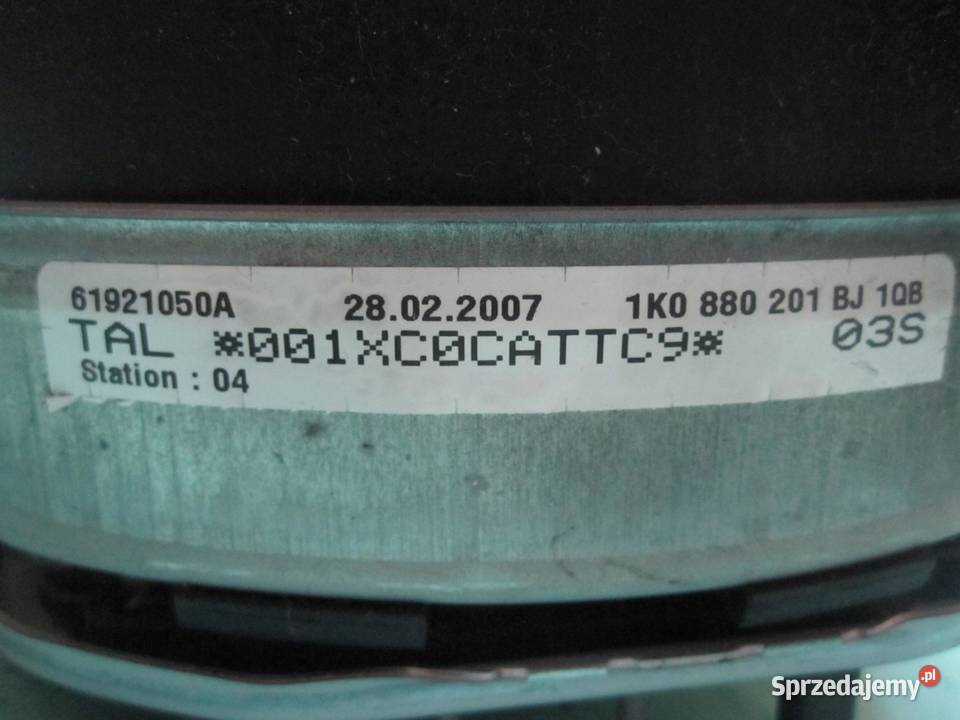 61921050A 28.02.2007 1K0 880 201 BJ 1QB
TAL *001XC0CATTC9* 03S
Station : 04
Sprzedajemy.pl